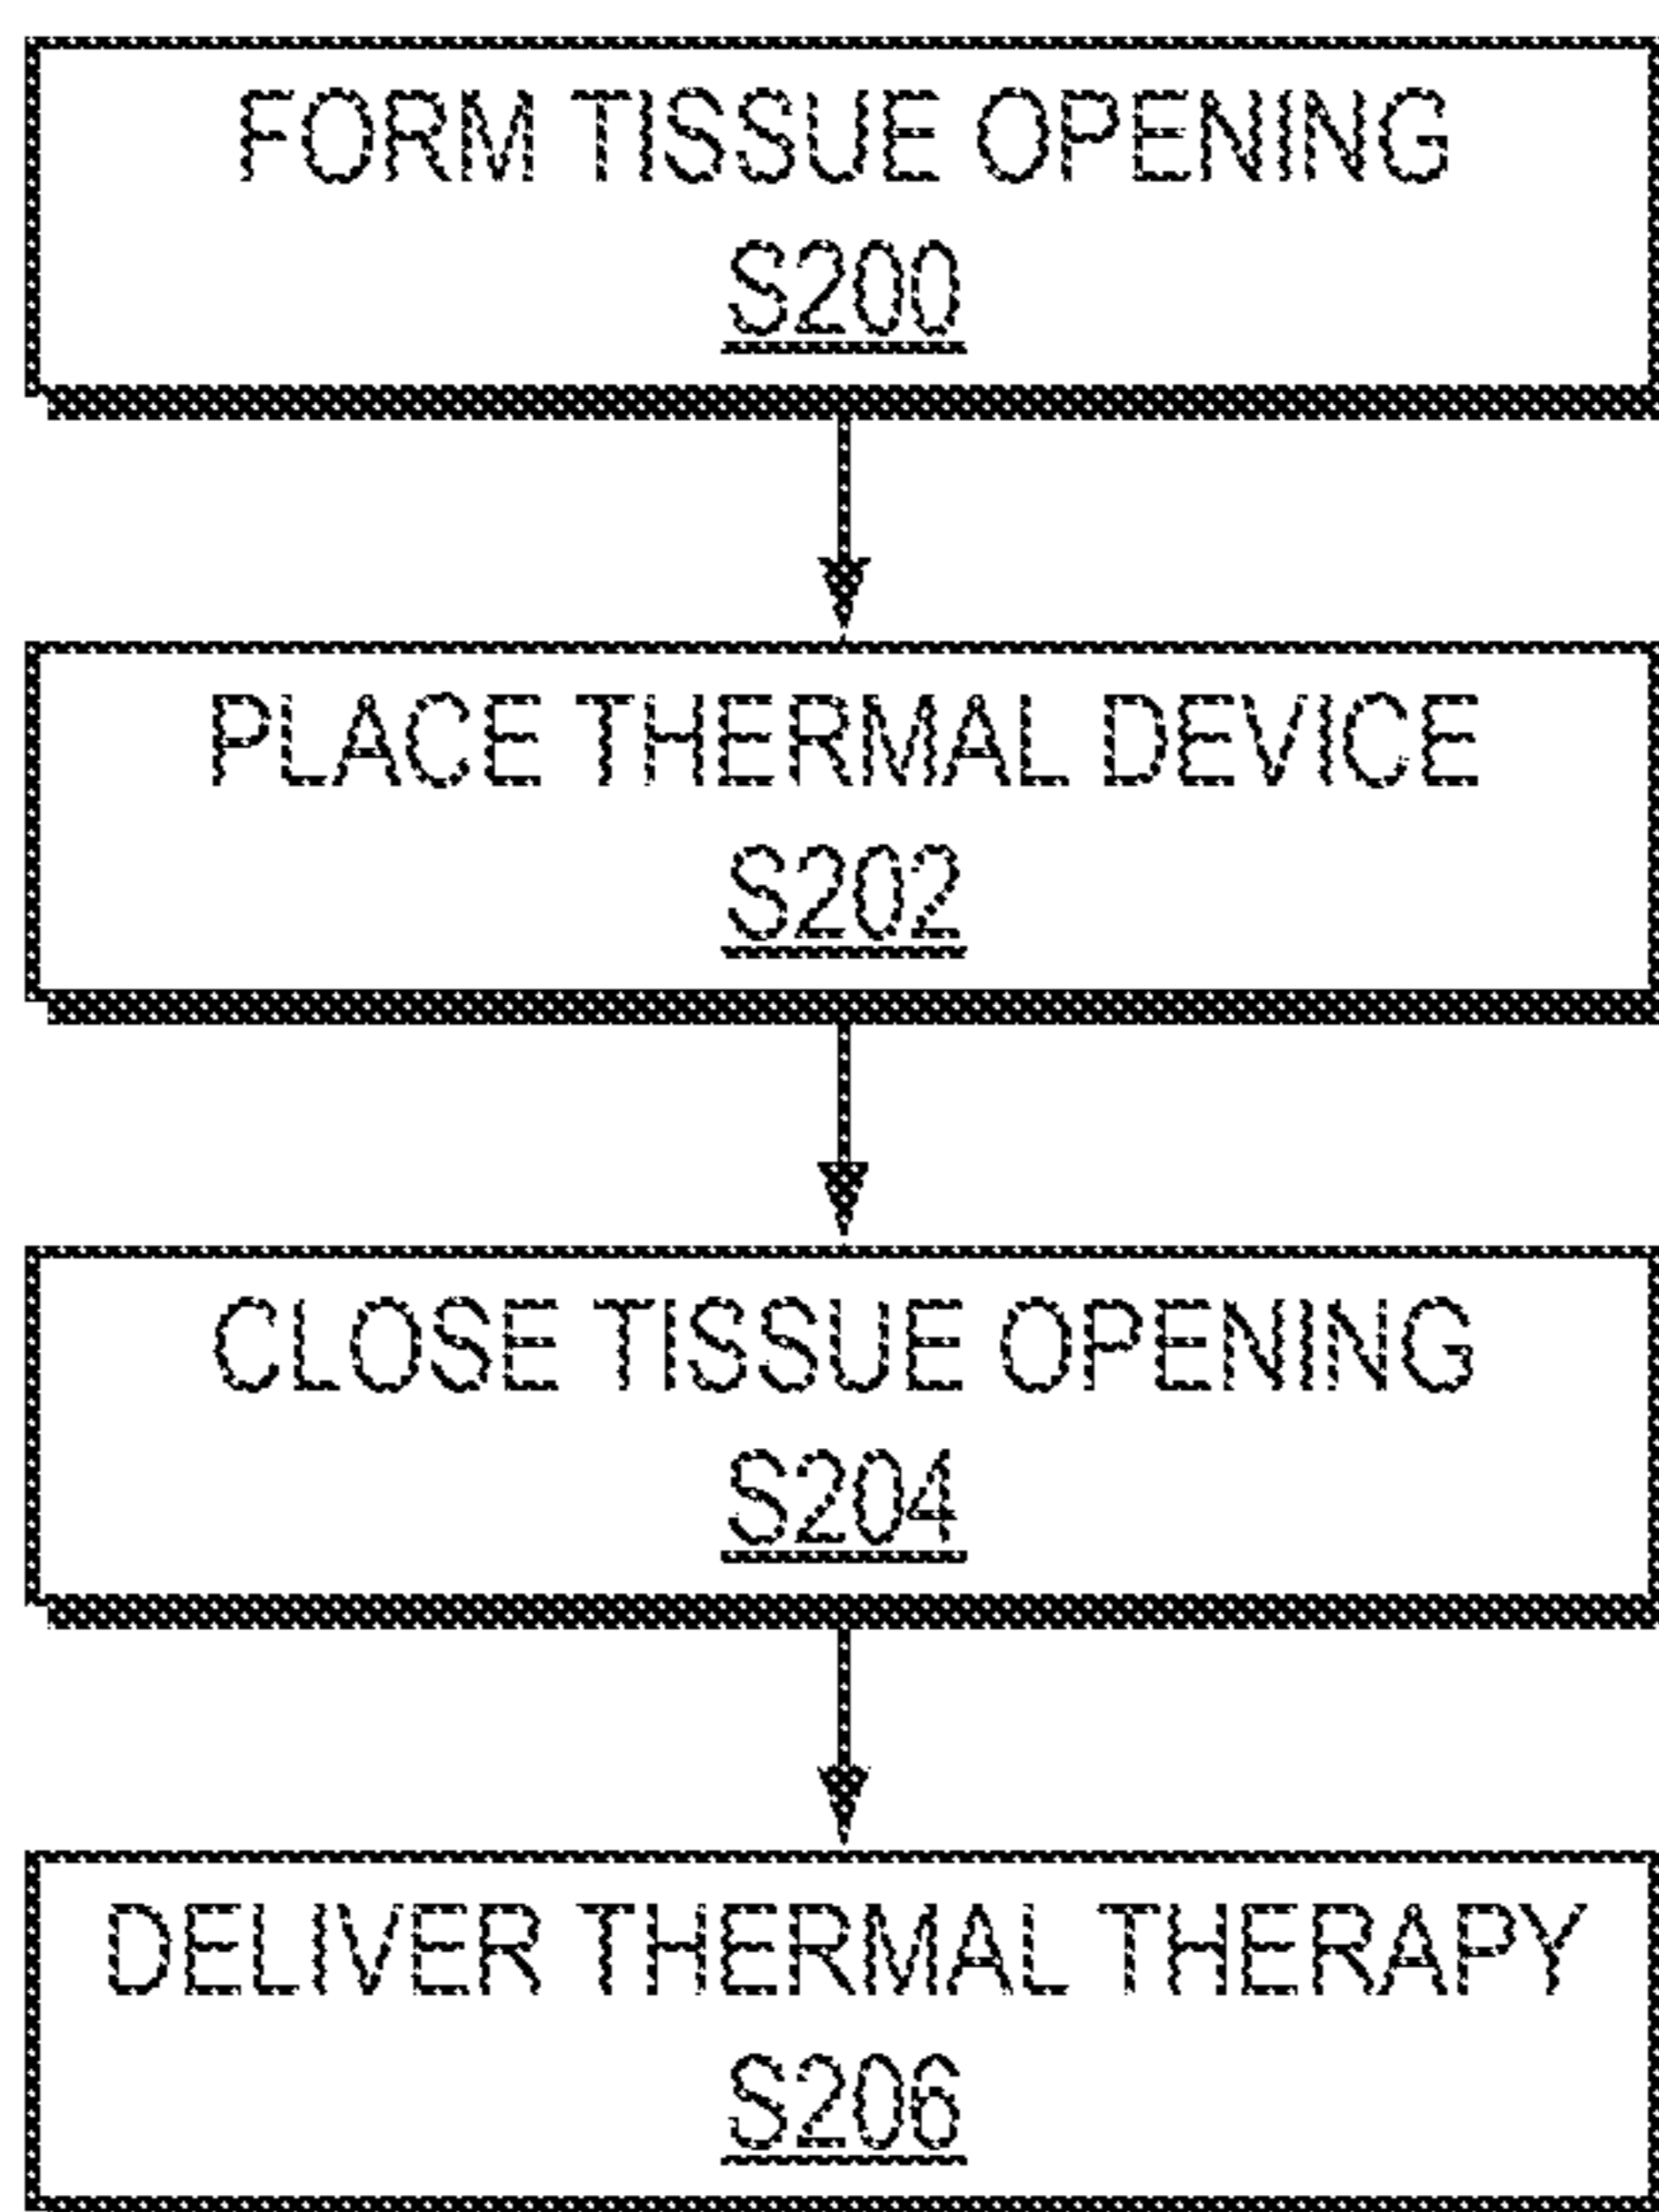 FORM TISSUE OPENING
S200
PLACE THERMAL DEVICE
S202
CLOSE TISSUE OPENING
S204
DELIVER THERMAL THERAPY
S206